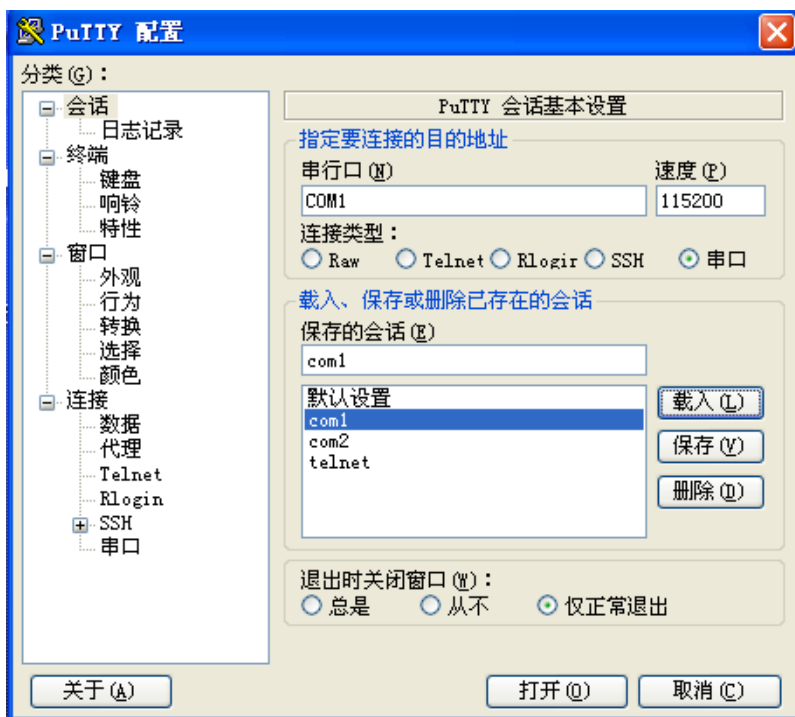 PuTTY 配置
分类(G)：
会话
日志记录
终端
键盘
响铃
特性
窗口
外观
行为
转换
选择
颜色
连接
数据
代理
Telnet
Rlogin
SSH
串口
PuTTY 会话基本设置
指定要连接的目的地址
串行口(N) 速度(P)
COM1 115200
连接类型：
Raw Telnet Rlogir SSH 串口
载入、保存或删除已存在的会话
保存的会话(E)
com1
默认设置
com1
com2
telnet
载入(L)
保存(V)
删除(D)
退出时关闭窗口(W)：
总是 从不 仅正常退出
关于(A) 打开(O) 取消(C)